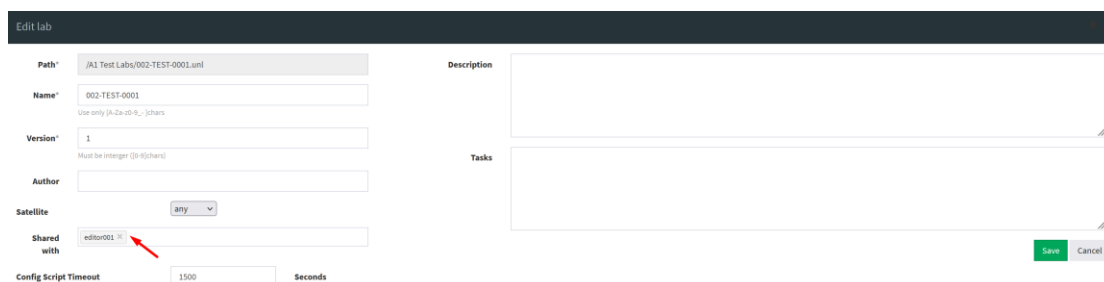 Edit lab
Path*
/A1 Test Labs/002-TEST-0001.unl
Name*
002-TEST-0001
Use only [A-Za-z0-9_- ]chars
Version*
1
Must be interger ([0-9]chars)
Author
Satellite
any
Shared
with
editor001 ×
Config Script Timeout
1500
Seconds
Description
Tasks
Save
Cancel